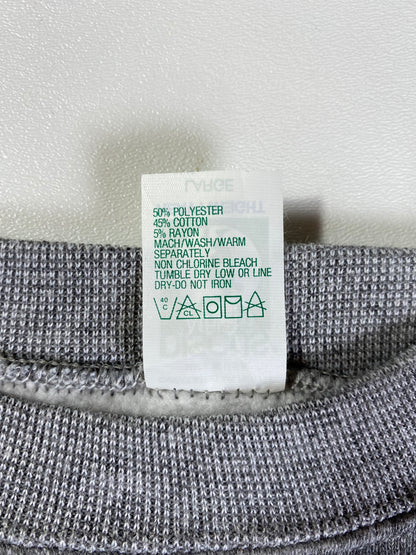 50% POLYESTER
45% COTTON
5% RAYON
MACH/WASH/WARM
SEPARATELY
NON CHLORINE BLEACH
TUMBLE DRY LOW OR LINE
DRY-DO NOT IRON
40
C
CL
LARGE